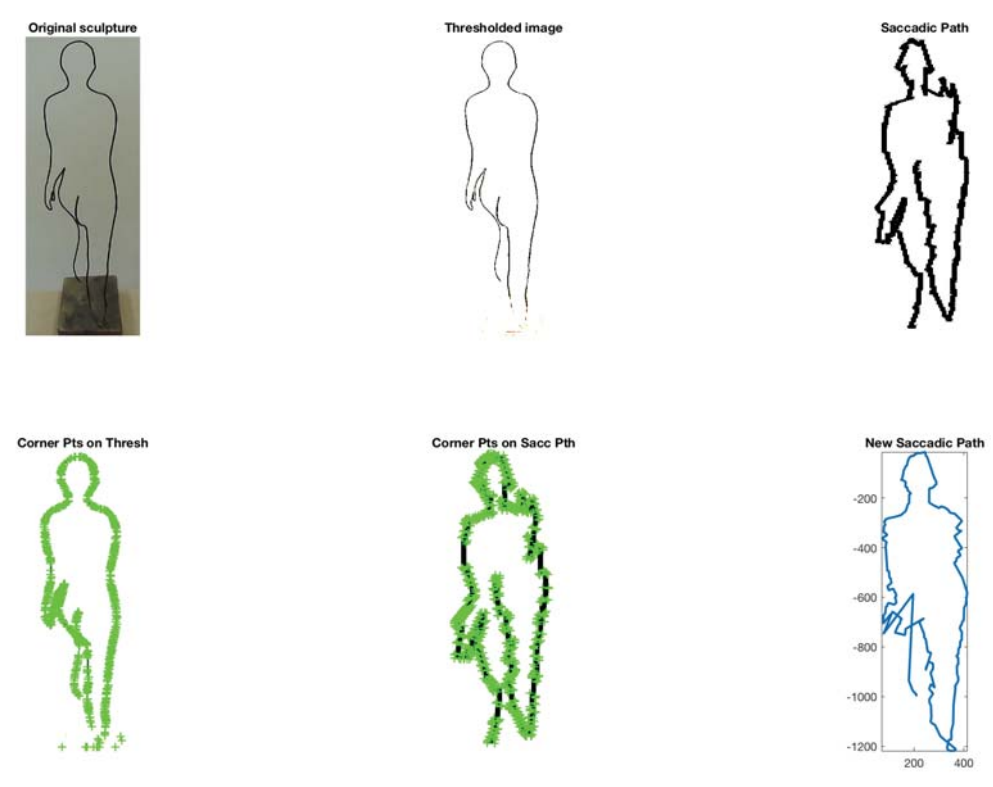 Original sculpture
Thresholded image
Saccadic Path
Corner Pts on Thresh
Corner Pts on Sacc Pth
New Saccadic Path
-200
-400
-600
-800
-1000
-1200
200 400